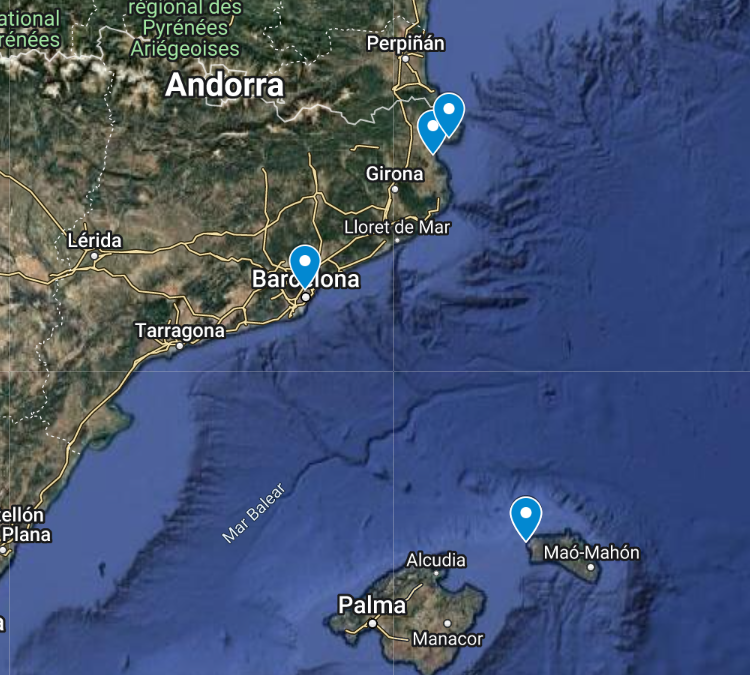 ational
rénées
régional des
Pyrénées
Ariégeoises
Perpiñán
Andorra
Girona
Lloret de Mar
Lérida
Barcelona
Tarragona
Mar Balear
ellón
Plana
Alcudia
Maó-Mahón
Palma
Manacor
a